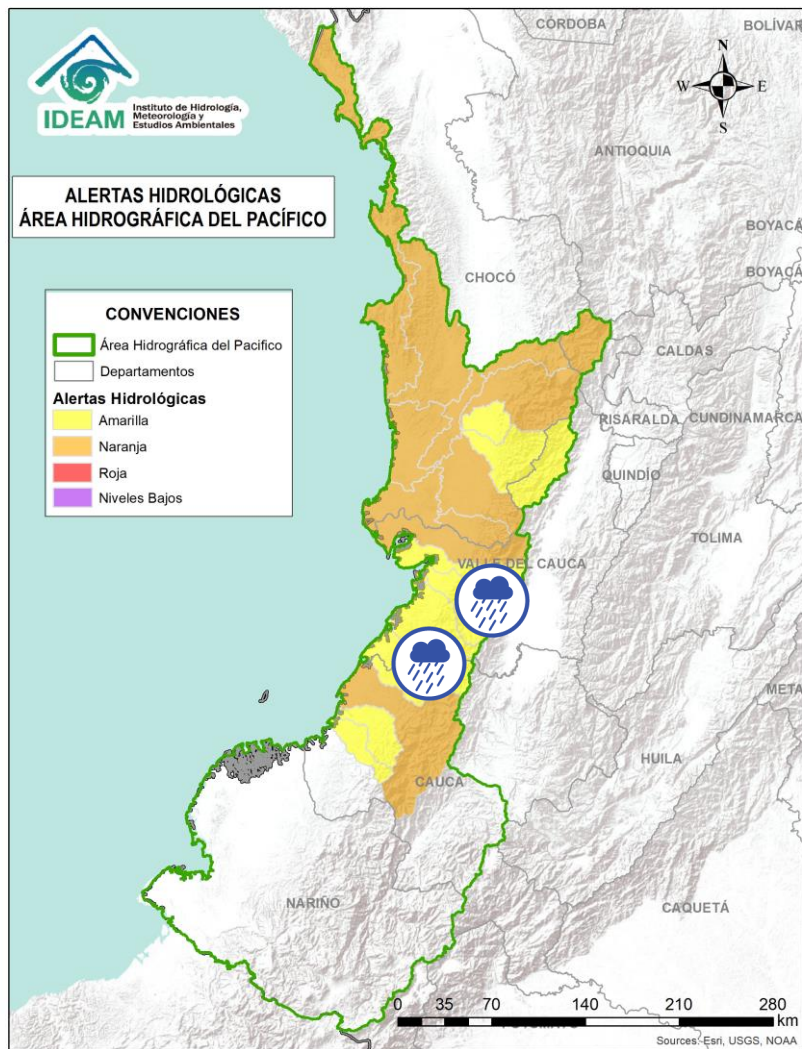 IDEAM
Instituto de Hidrología,
Meteorología y
Estudios Ambientales
ALERTAS HIDROLÓGICAS
ÁREA HIDROGRÁFICA DEL PACÍFICO
CONVENCIONES
Área Hidrográfica del Pacifico
Departamentos
Alertas Hidrológicas
Amarilla
Naranja
Roja
Niveles Bajos
N
W
E
S
CÓRDOBA
BOLÍVAR
ANTIOQUIA
BOYACÁ
BOYACÁ
CHOCÓ
CALDAS
RISARALDA
CUNDINAMARCA
QUINDÍO
TOLIMA
VALLE DEL CAUCA
META
HUILA
CAUCA
NARIÑO
CAQUETÁ
0 35 70 140 210 280
km
Sources: Esri, USGS, NOAA